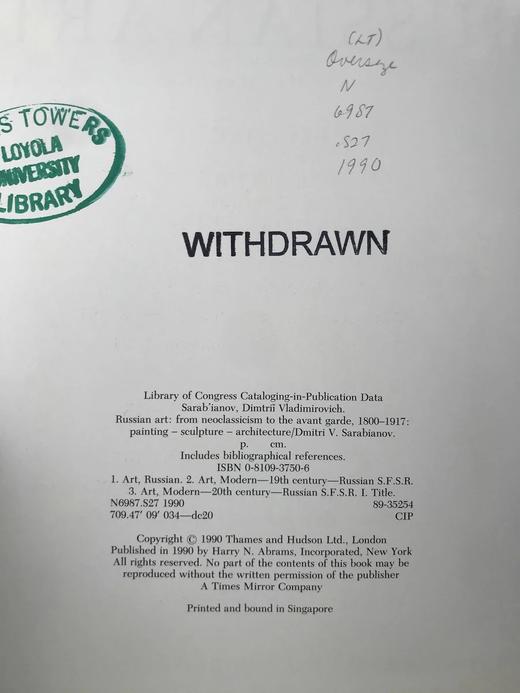 (LT)
Oversize
N
6987
.S27
1990
S TOWERS
LOYOLA
UNIVERSITY
LIBRARY
WITHDRAWN
Library of Congress Cataloging-in-Publication Data
Sarab'ianov, Dimtriĭ Vladimirovich.
Russian art: from neoclassicism to the avant garde, 1800–1917:
painting – sculpture – architecture/Dmitri V. Sarabianov.
p. cm.
Includes bibliographical references.
ISBN 0-8109-3750-6
1. Art, Russian. 2. Art, Modern—19th century—Russian S.F.S.R.
3. Art, Modern—20th century—Russian S.F.S.R. I. Title.
N6987.S27 1990 89-35254
709.47′ 09′ 034—dc20 CIP
Copyright © 1990 Thames and Hudson Ltd., London
Published in 1990 by Harry N. Abrams, Incorporated, New York
All rights reserved. No part of the contents of this book may be
reproduced without the written permission of the publisher
A Times Mirror Company
Printed and bound in Singapore